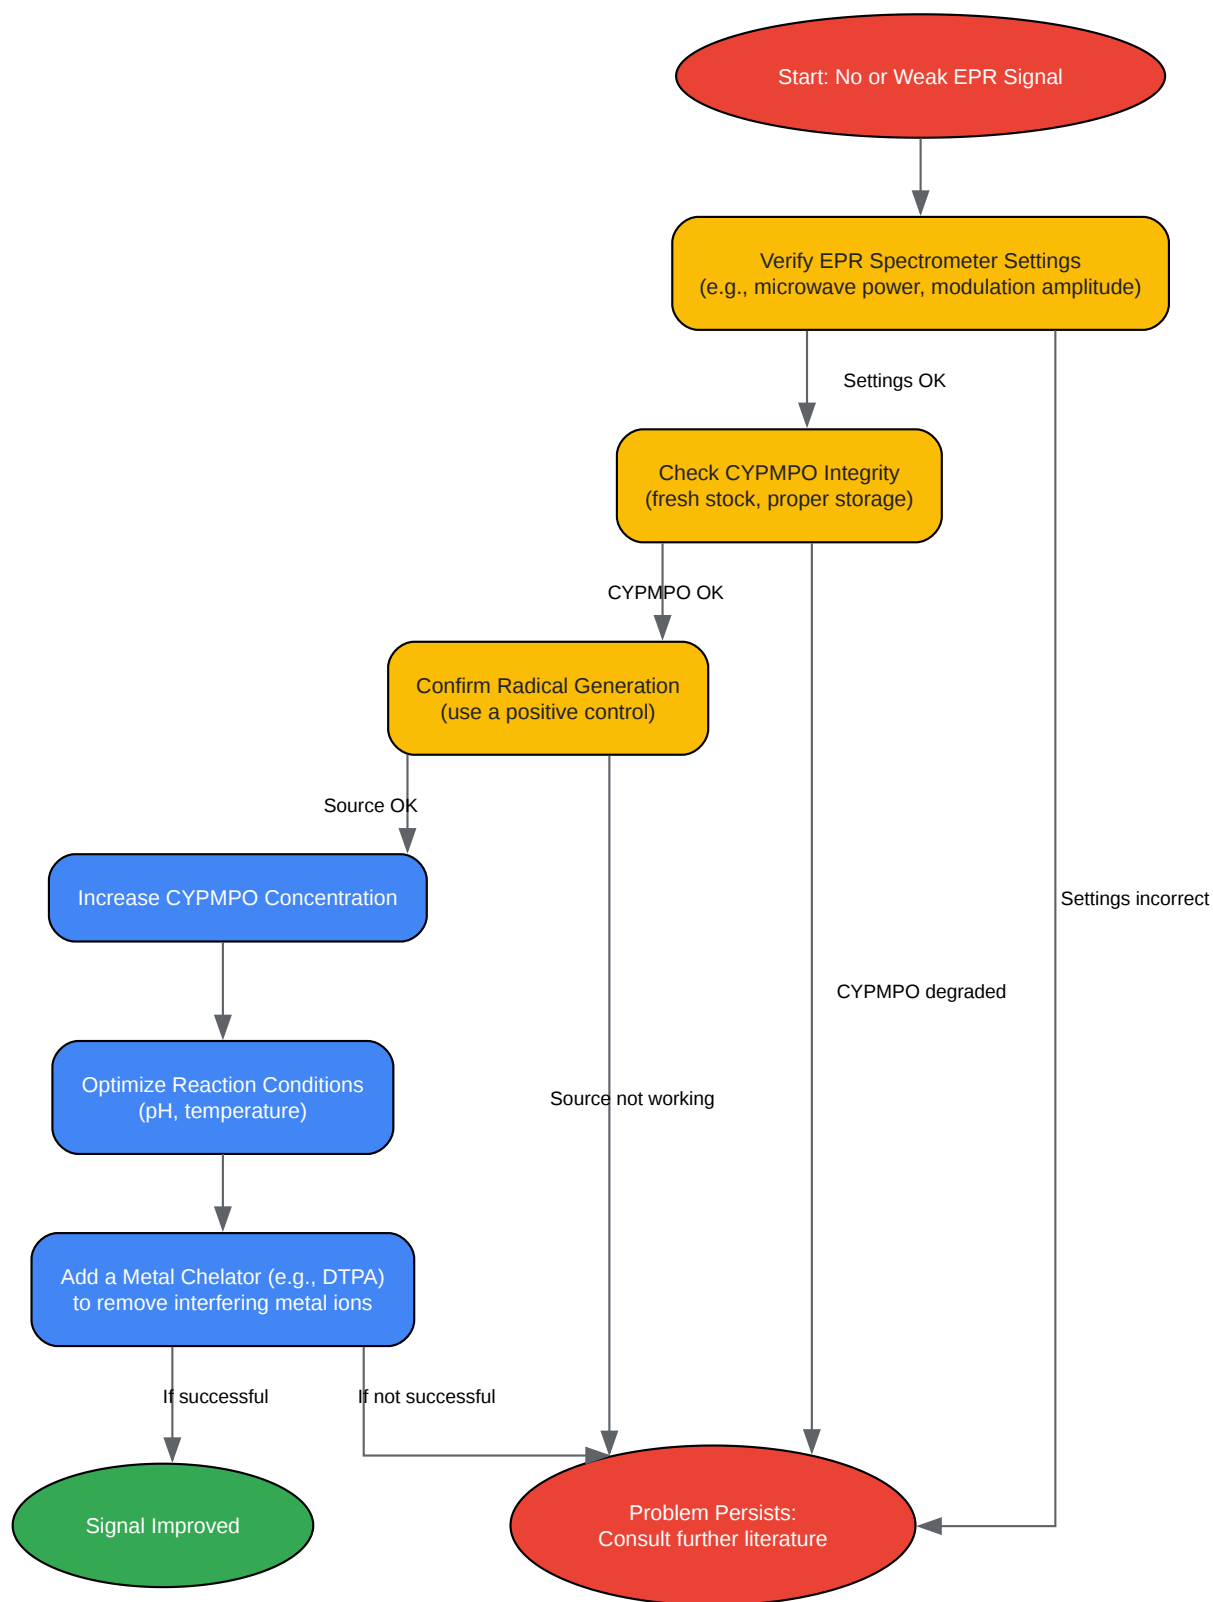 Start: No or Weak EPR Signal
Verify EPR Spectrometer Settings
(e.g., microwave power, modulation amplitude)
Settings OK
Check CYPMPO Integrity
(fresh stock, proper storage)
CYPMPO OK
Confirm Radical Generation
(use a positive control)
Source OK
Increase CYPMPO Concentration
Settings incorrect
CYPMPO degraded
Optimize Reaction Conditions
(pH, temperature)
Source not working
Add a Metal Chelator (e.g., DTPA)
to remove interfering metal ions
If successful
If not successful
Signal Improved
Problem Persists:
Consult further literature